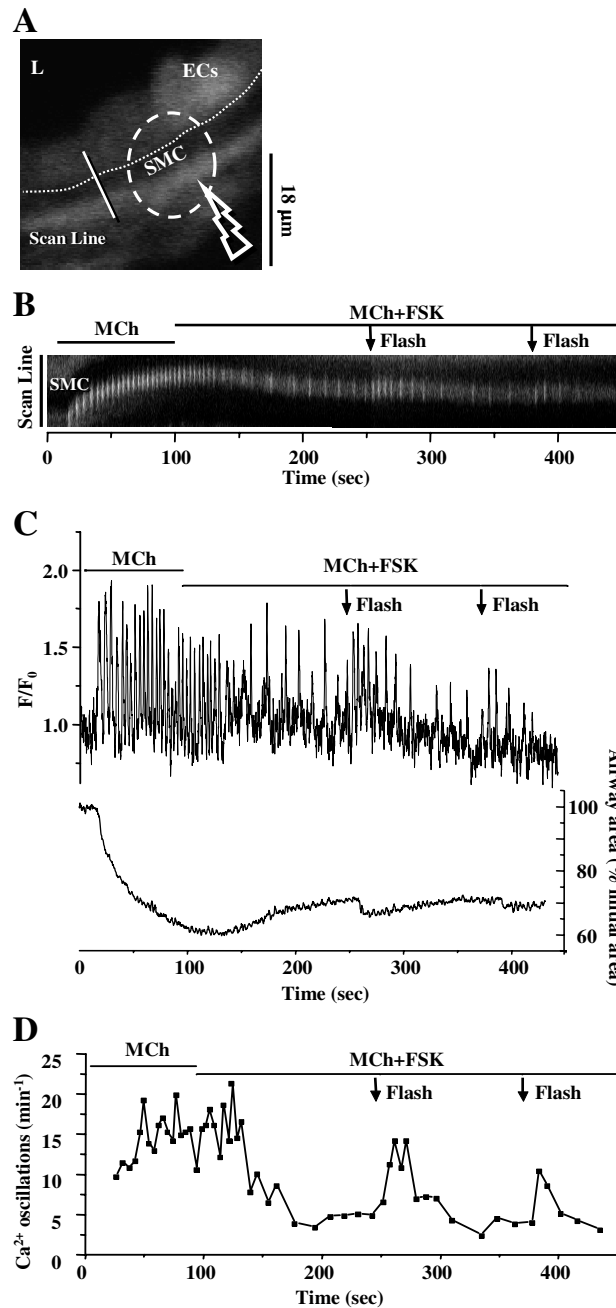 A
L
ECs
SMC
Scan Line
18 µm
B
MCh+FSK
MCh
Flash
Flash
Scan Line
SMC
0
100
200
300
400
Time (sec)
C
MCh
MCh+FSK
Flash
Flash
2.0
1.5
1.0
F/F0
100
80
60
Airway area (% initial area)
0
100
200
300
400
Time (sec)
D
MCh
MCh+FSK
Flash
Flash
25
20
15
10
5
0
Ca2+ oscillations (min-1)
0
100
200
300
400
Time (sec)